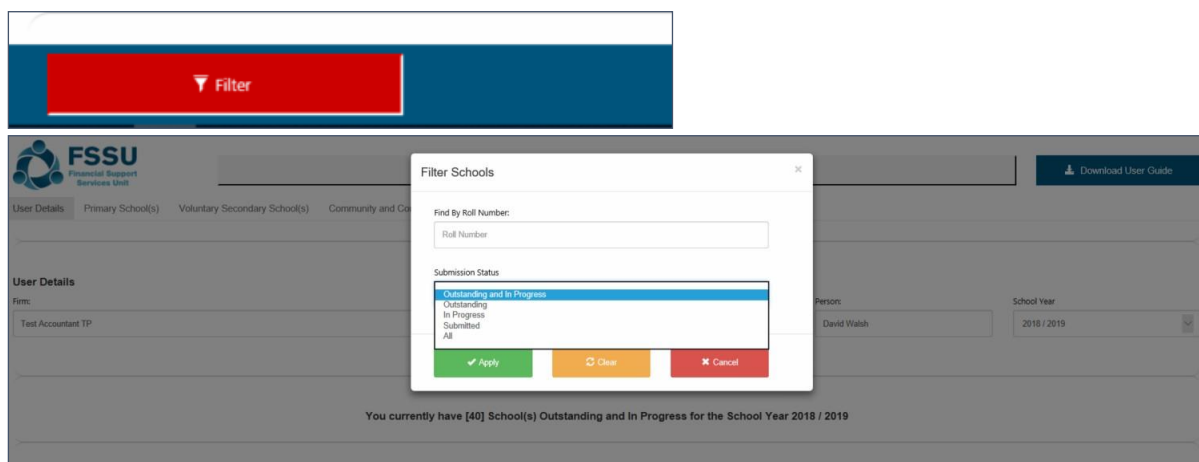 Filter
FSSU
Financial Support
Services Unit
Filter Schools
×
Download User Guide
User Details Primary School(s) Voluntary Secondary School(s) Community and Co
Find By Roll Number:
Roll Number
Submission Status
Outstanding and In Progress
Outstanding
In Progress
Submitted
All
User Details
Firm:
Test Accountant TP
Person:
David Walsh
School Year
2018 / 2019
Apply Clear Cancel
You currently have [40] School(s) Outstanding and In Progress for the School Year 2018 / 2019